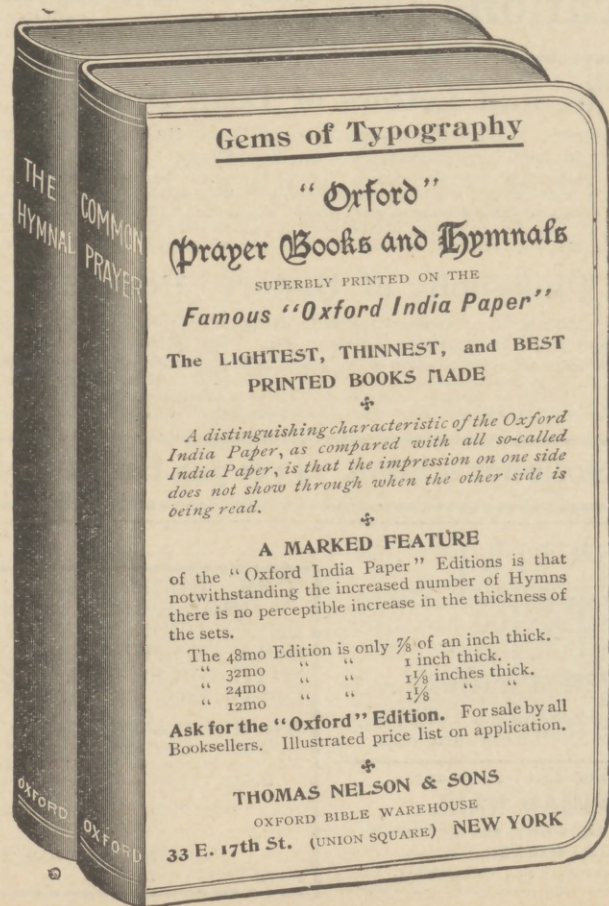 THE
HYMNAL
OXFORD
COMMON
PRAYER
OXFORD
Gems of Typography
"Oxford"
Prayer Books and Hymnals
SUPERBLY PRINTED ON THE
Famous "Oxford India Paper"
The LIGHTEST, THINNEST, and BEST
PRINTED BOOKS MADE
A distinguishing characteristic of the Oxford
India Paper, as compared with all so-called
India Paper, is that the impression on one side
does not show through when the other side is
being read.
A MARKED FEATURE
of the "Oxford India Paper" Editions is that
notwithstanding the increased number of Hymns
there is no perceptible increase in the thickness of
the sets.
The 48mo Edition is only ⅞ of an inch thick.
" 32mo " " 1 inch thick.
" 24mo " " 1⅛ inches thick.
" 12mo " " 1⅛ " "
Ask for the "Oxford" Edition. For sale by all
Booksellers. Illustrated price list on application.
THOMAS NELSON & SONS
OXFORD BIBLE WAREHOUSE
33 E. 17th St. (UNION SQUARE) NEW YORK